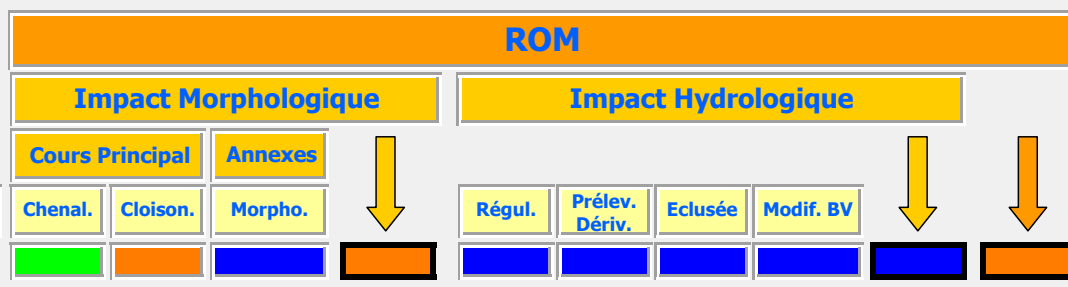 ROM
Impact Morphologique
Impact Hydrologique
Cours Principal
Annexes
Chenal.
Cloison.
Morpho.
Régul.
Prélev.
Dériv.
Eclusée
Modif. BV